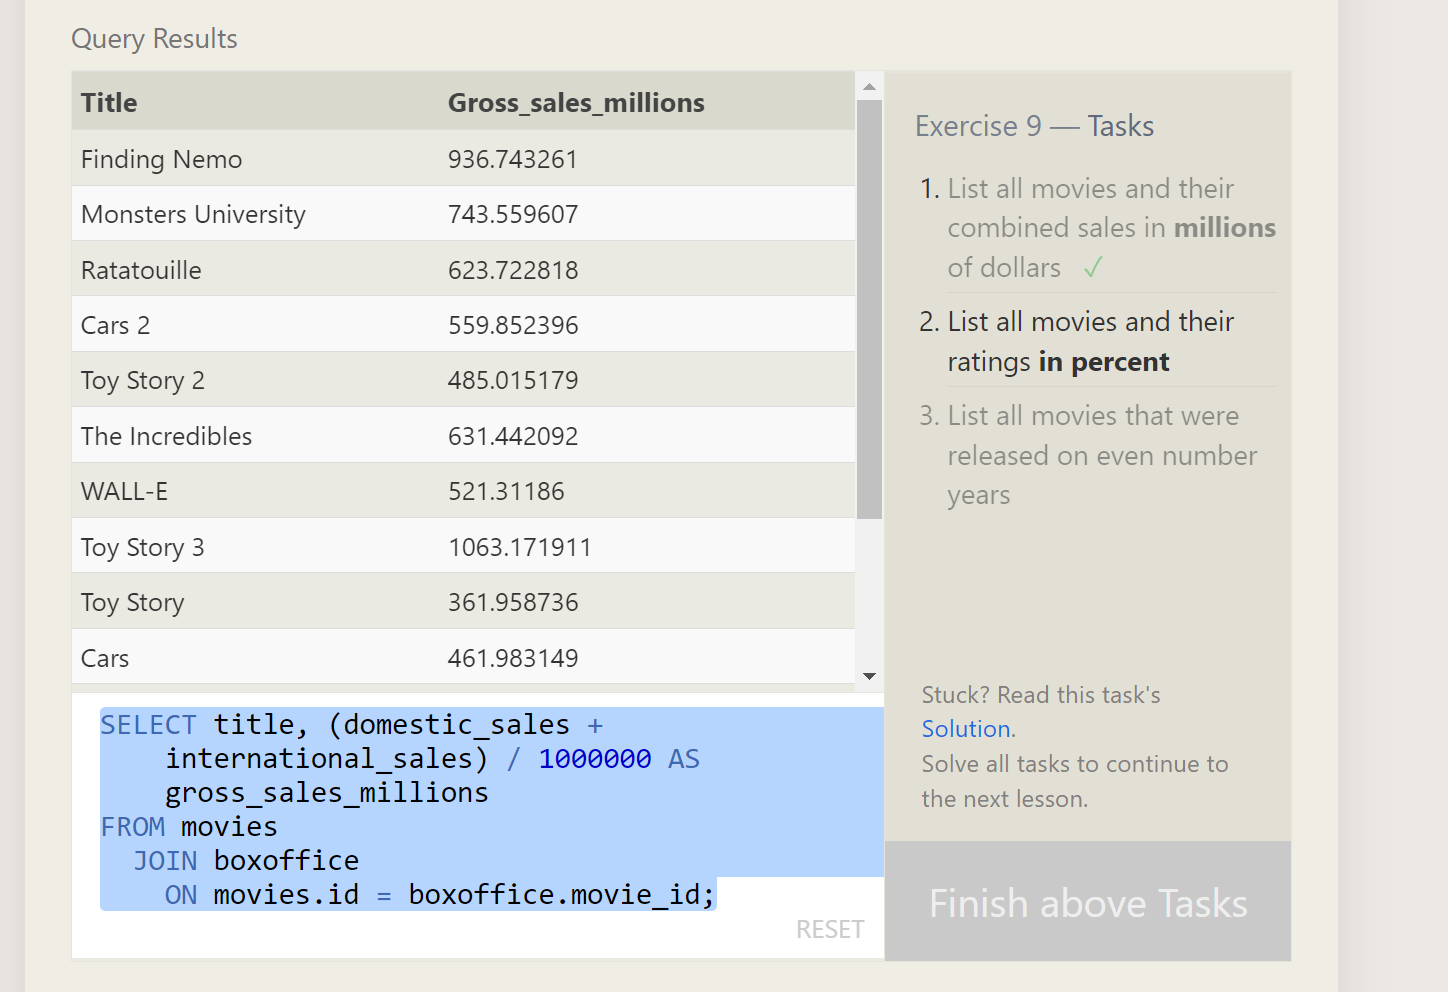 Query Results
Title Gross_sales_millions
Finding Nemo 936.743261
Monsters University 743.559607
Ratatouille 623.722818
Cars 2 559.852396
Toy Story 2 485.015179
The Incredibles 631.442092
WALL-E 521.31186
Toy Story 3 1063.171911
Toy Story 361.958736
Cars 461.983149
SELECT title, (domestic_sales +
international_sales) / 1000000 AS
gross_sales_millions
FROM movies
JOIN boxoffice
ON movies.id = boxoffice.movie_id;
RESET
Exercise 9 — Tasks
1. List all movies and their
combined sales in millions
of dollars ✓
2. List all movies and their
ratings in percent
3. List all movies that were
released on even number
years
Stuck? Read this task's
Solution.
Solve all tasks to continue to
the next lesson.
Finish above Tasks